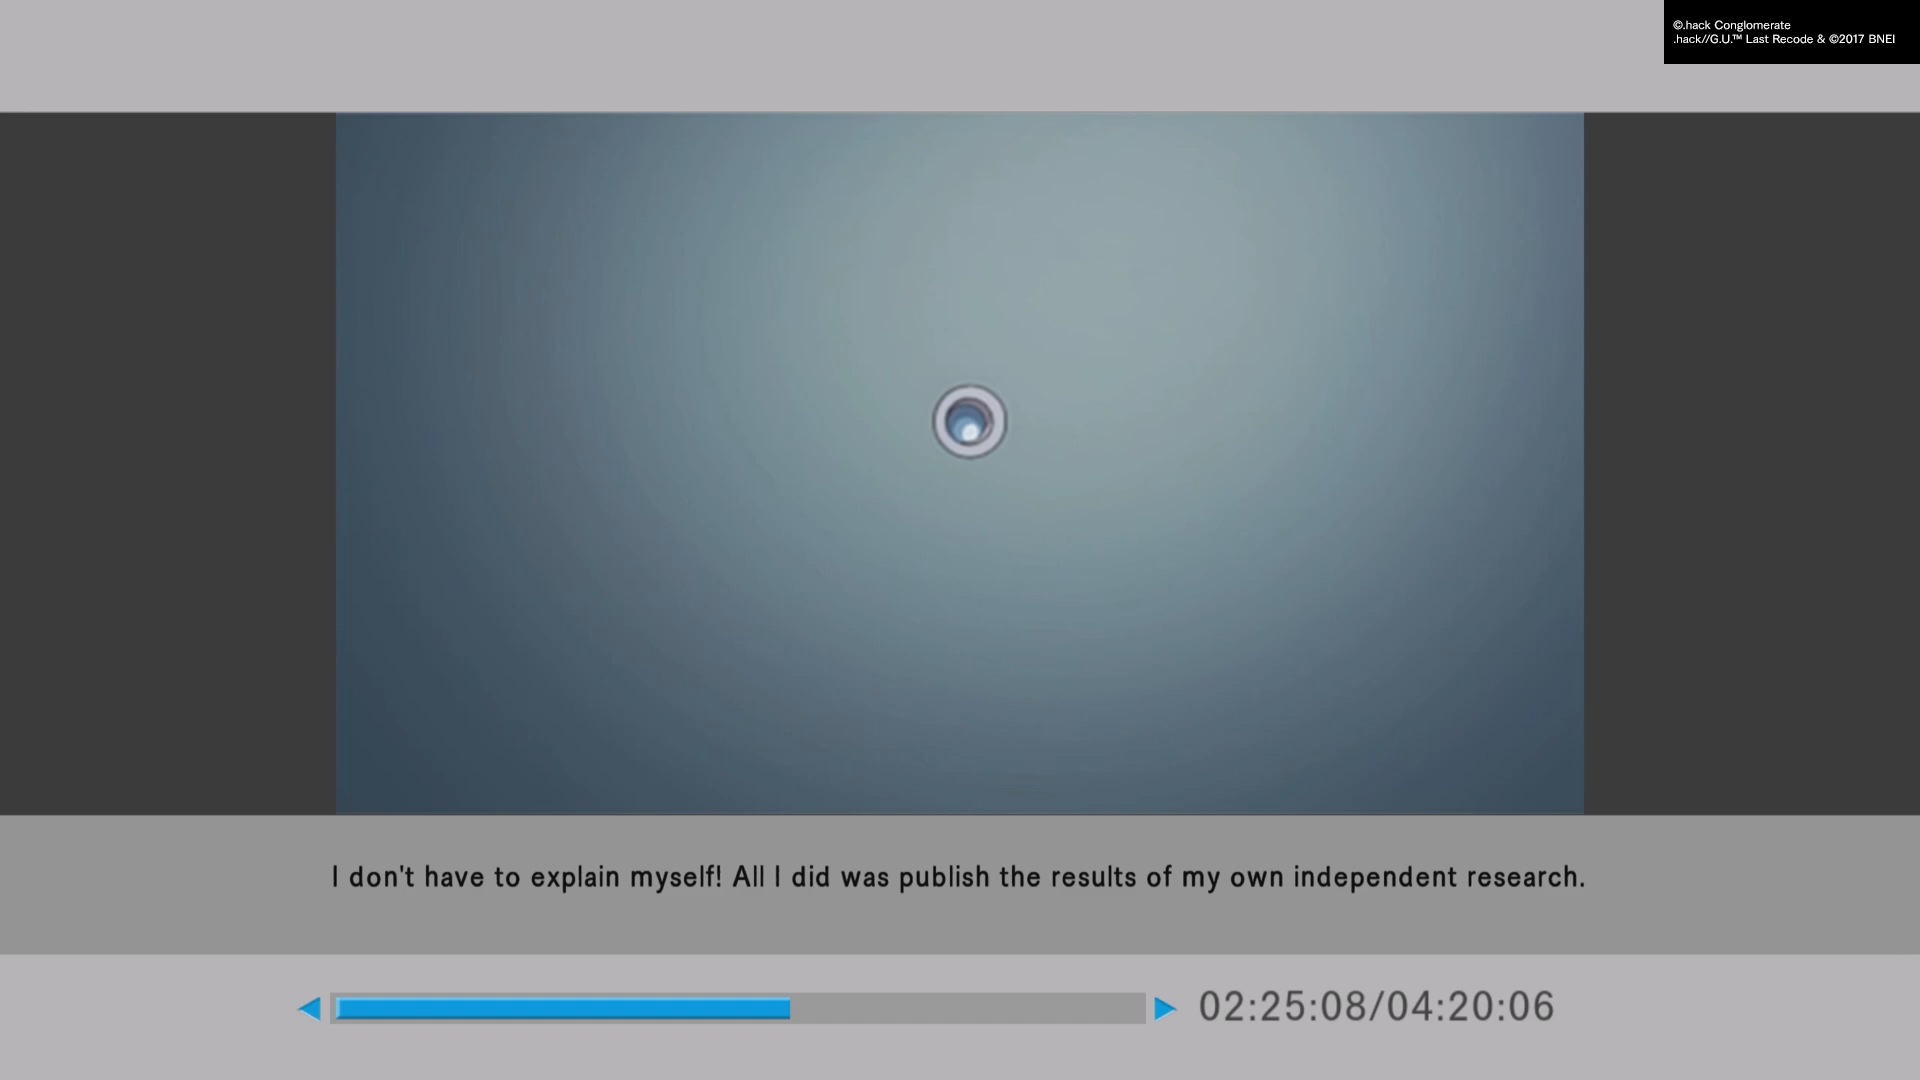 ©.hack Conglomerate
.hack//G.U.™ Last Recode & ©2017 BNEI
I don't have to explain myself! All I did was publish the results of my own independent research.
02:25:08/04:20:06